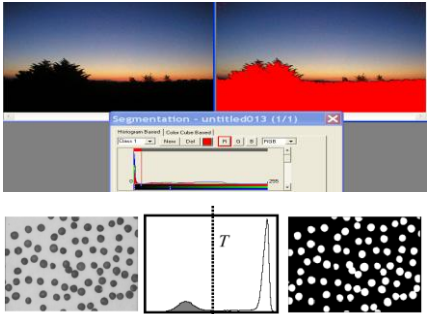 Segmentation - untitled013 (1/1)
Histogram Based Color Cube Based
Class 1 New Del R G B RGB
0 255
T